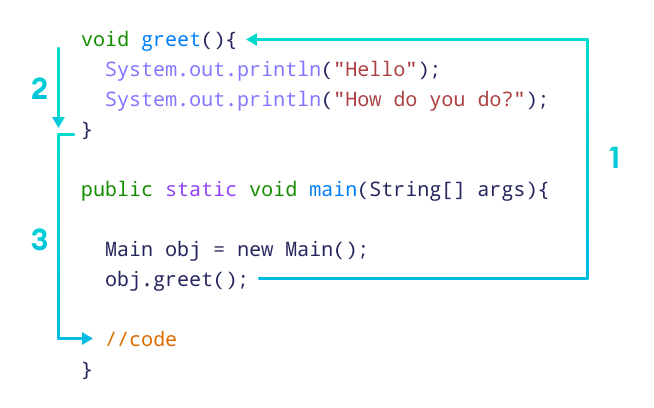 void greet(){
System.out.println("Hello");
2
System.out.println("How do you do?");
}
1
public static void main(String[] args){
3
Main obj = new Main();
obj.greet();
//code
}